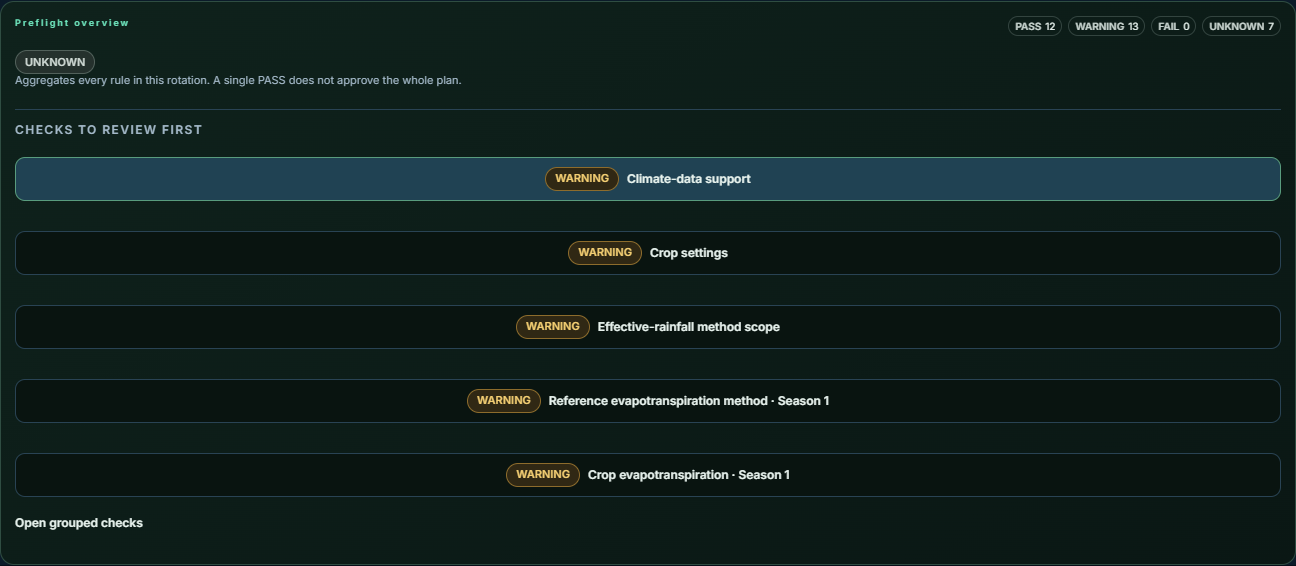 Preflight overview
PASS 12 WARNING 13 FAIL 0 UNKNOWN 7
UNKNOWN
Aggregates every rule in this rotation. A single PASS does not approve the whole plan.
CHECKS TO REVIEW FIRST
WARNING Climate-data support
WARNING Crop settings
WARNING Effective-rainfall method scope
WARNING Reference evapotranspiration method · Season 1
WARNING Crop evapotranspiration · Season 1
Open grouped checks